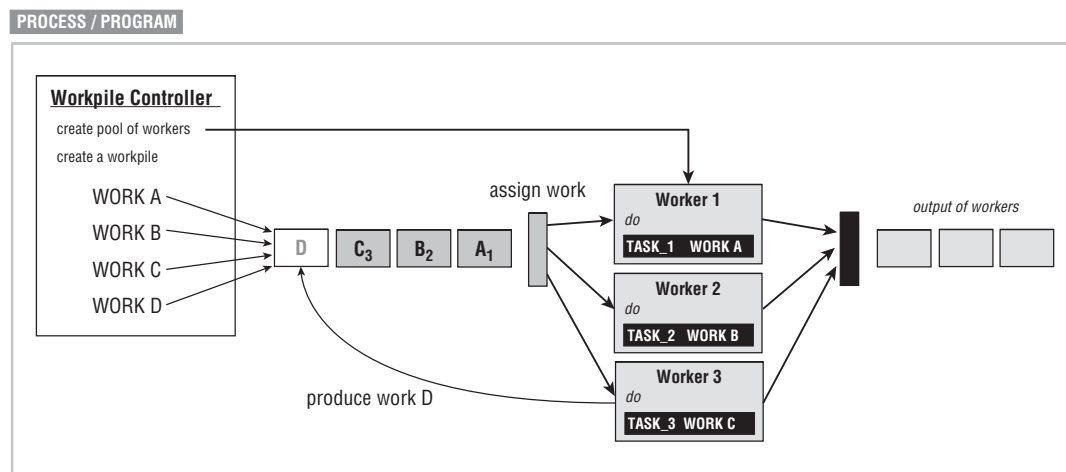 PROCESS / PROGRAM
Workpile Controller
create pool of workers
create a workpile
WORK A
WORK B
WORK C
WORK D
D
C3
B2
A1
assign work
produce work D
Worker 1
do
TASK_1 WORK A
Worker 2
do
TASK_2 WORK B
Worker 3
do
TASK_3 WORK C
output of workers